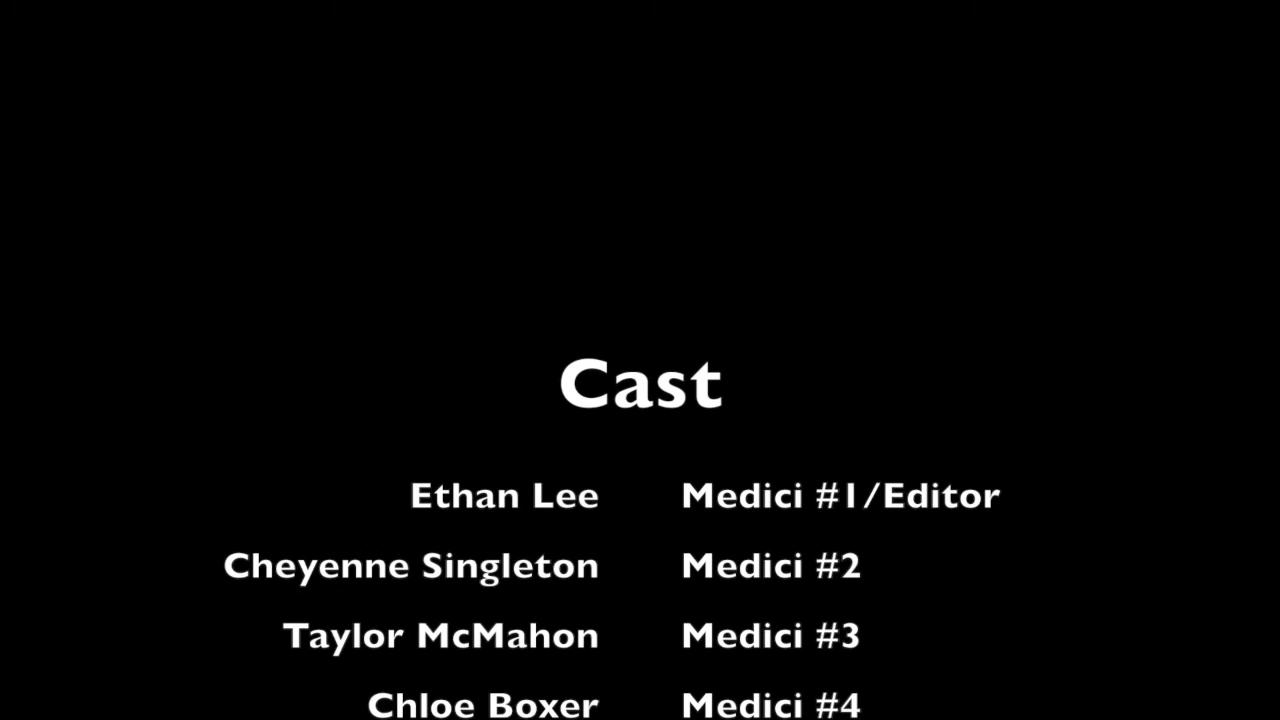 Cast
Ethan Lee Medici #1/Editor
Cheyenne Singleton Medici #2
Taylor McMahon Medici #3
Chloe Boxer Medici #4